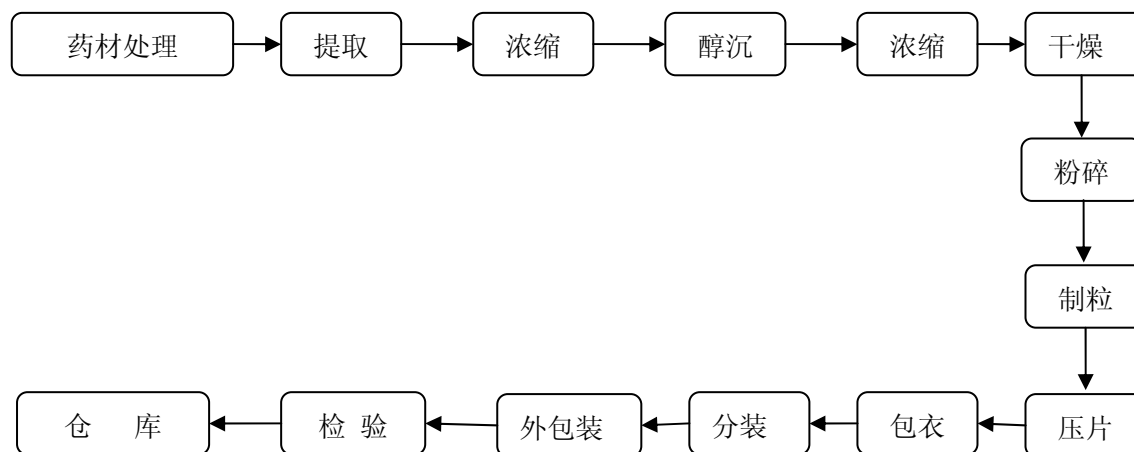 药材处理
提取
浓缩
醇沉
浓缩
干燥
粉碎
制粒
压片
包衣
分装
外包装
检 验
仓 库